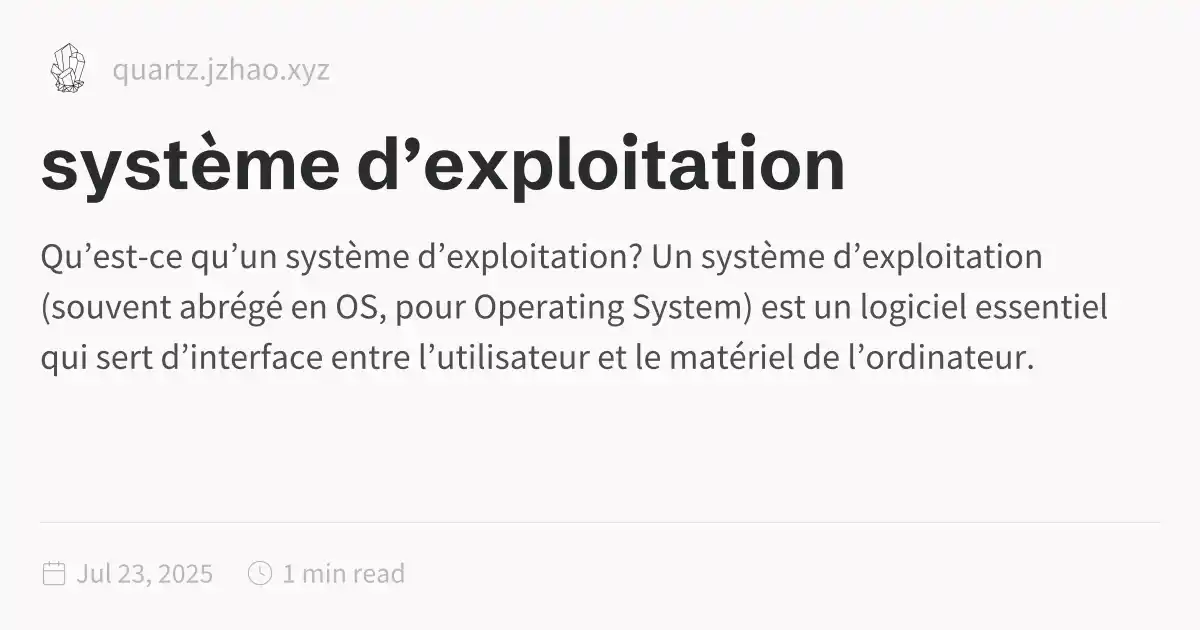 quartz.jzhao.xyz
système d’exploitation
Qu’est-ce qu’un système d’exploitation? Un système d’exploitation
(souvent abrégé en OS, pour Operating System) est un logiciel essentiel
qui sert d’interface entre l’utilisateur et le matériel de l’ordinateur.
Jul 23, 2025 1 min read